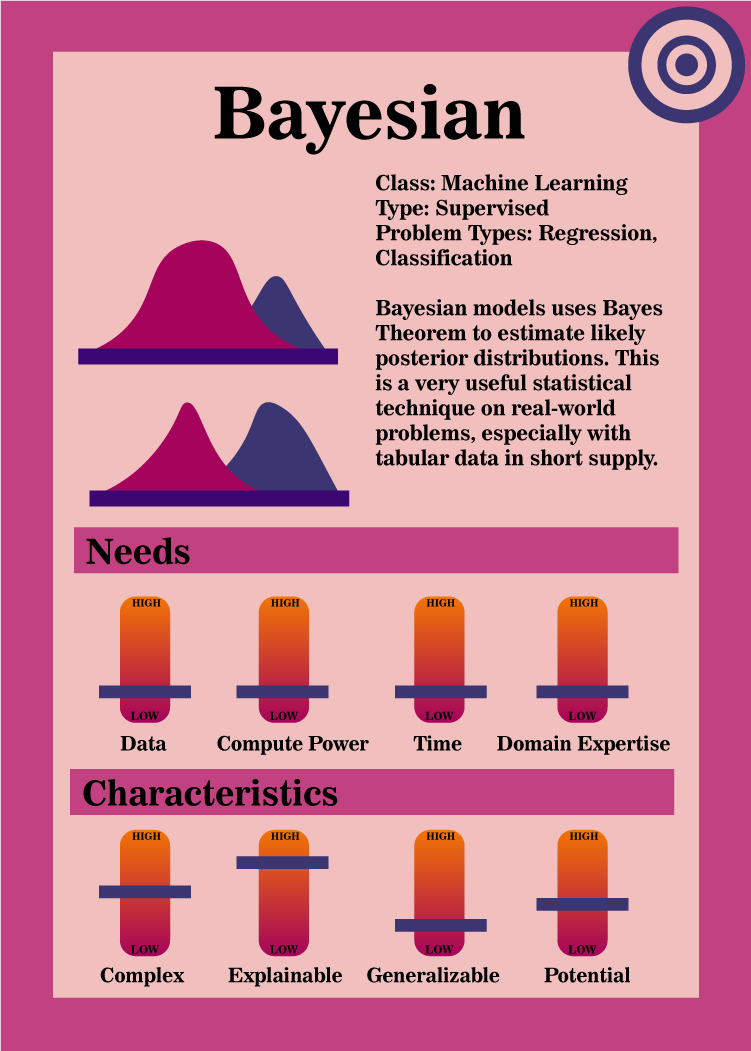 Bayesian
Class: Machine Learning
Type: Supervised
Problem Types: Regression,
Classification
Bayesian models uses Bayes
Theorem to estimate likely
posterior distributions. This
is a very useful statistical
technique on real-world
problems, especially with
tabular data in short supply.
Needs
HIGH HIGH HIGH HIGH
LOW LOW LOW LOW
Data Compute Power Time Domain Expertise
Characteristics
HIGH HIGH HIGH HIGH
LOW LOW LOW LOW
Complex Explainable Generalizable Potential